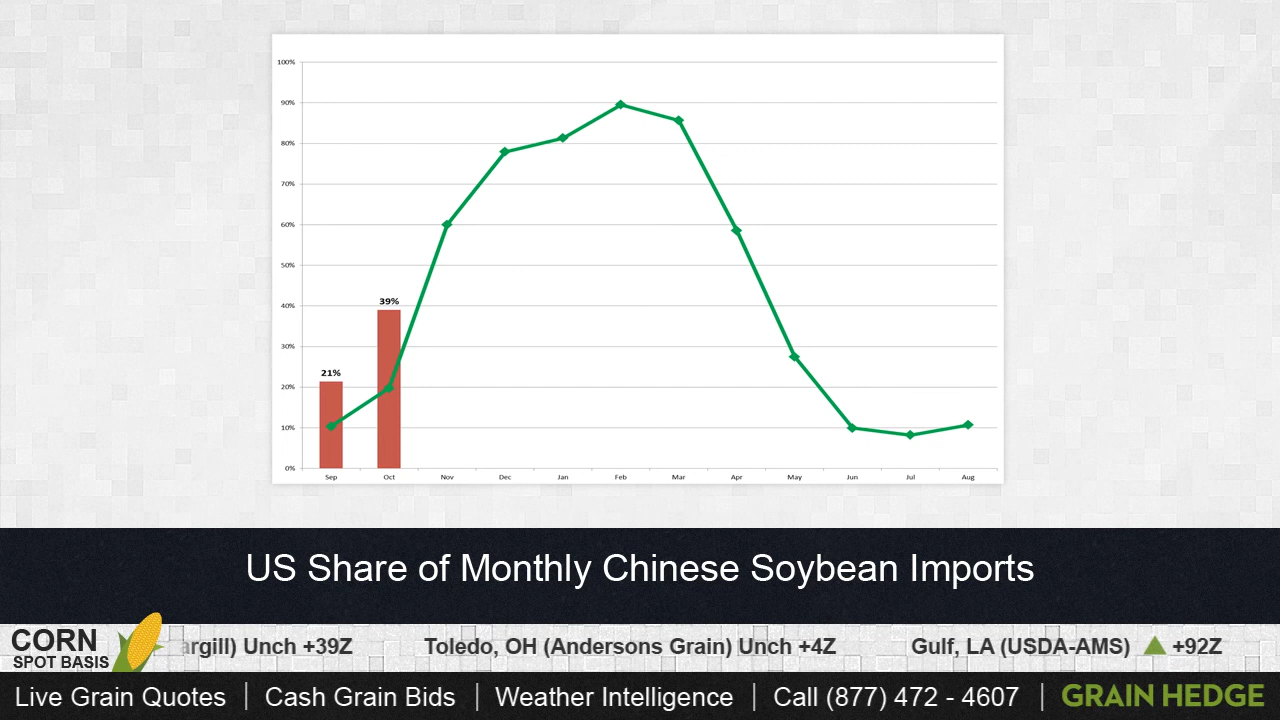 100%
90%
80%
70%
60%
50%
40%
30%
20%
10%
0%
39%
21%
Sep Oct Nov Dec Jan Feb Mar Apr May Jun Jul Aug
US Share of Monthly Chinese Soybean Imports
CORN
SPOT BASIS
argill) Unch +39Z Toledo, OH (Andersons Grain) Unch +4Z Gulf, LA (USDA-AMS) +92Z
Live Grain Quotes | Cash Grain Bids | Weather Intelligence | Call (877) 472 - 4607 | GRAIN HEDGE